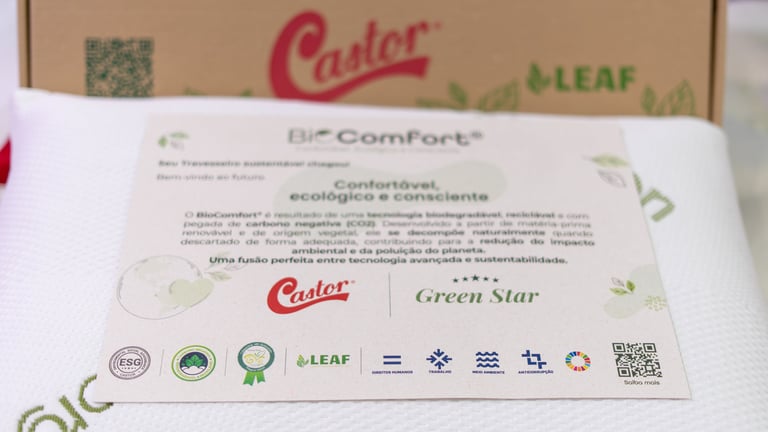 Castor
LEAF
BioComfort®
Seu Travesseiro sustentável chegou!
Bem-vindo ao futuro.
Confortável,
ecológico e consciente
O BioComfort® é resultado de uma tecnologia biodegradável, reciclável e com
pegada de carbono negativa (CO2). Desenvolvido a partir de matéria-prima
renovável e de origem vegetal, ele se decompõe naturalmente quando
descartado de forma adequada, contribuindo para a redução do impacto
ambiental e da poluição do planeta.
Uma fusão perfeita entre tecnologia avançada e sustentabilidade.
Castor
Green Star
ESG
LEAF
DIREITOS HUMANOS
TRABALHO
MEIO AMBIENTE
ANTICORRUPÇÃO
Saiba mais